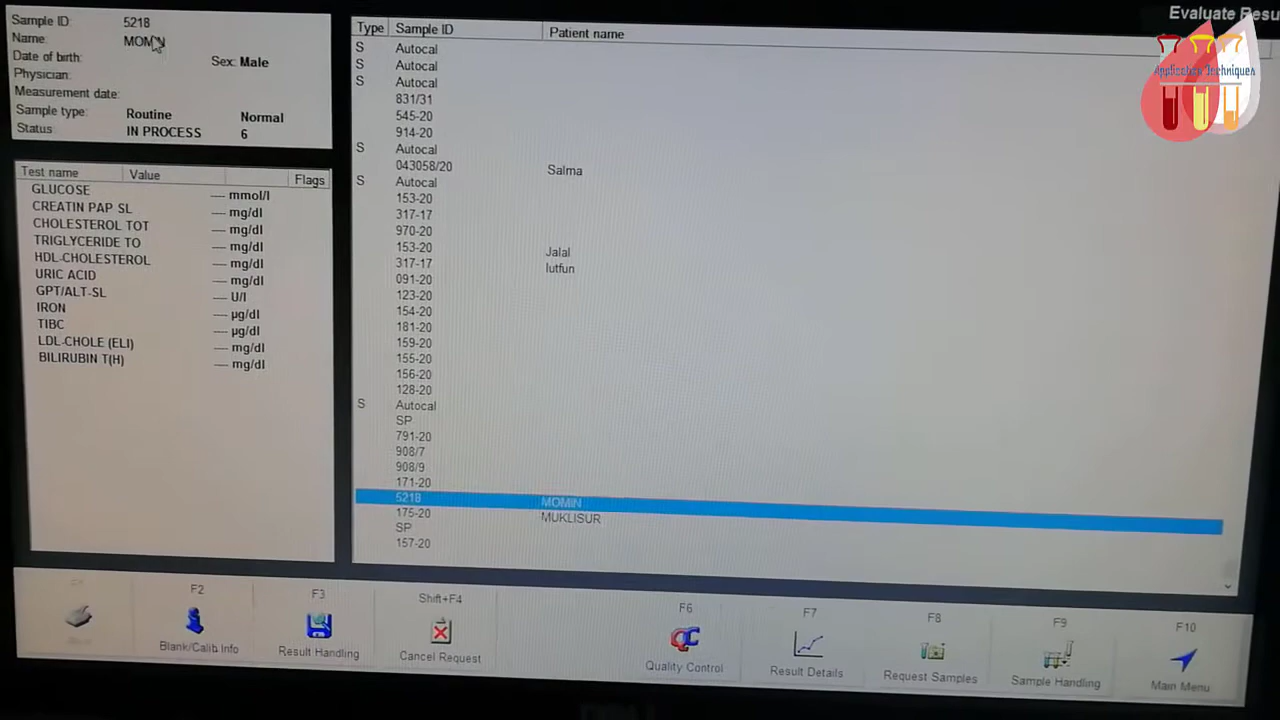 Evaluate Resu
Application Techniques
Sample ID: 5218
Name: MOMIN
Date of birth:
Sex: Male
Physician:
Measurement date:
Sample type: Routine Normal
Status: IN PROCESS 6
Test name Value Flags
GLUCOSE --- mmol/l
CREATIN PAP SL --- mg/dl
CHOLESTEROL TOT --- mg/dl
TRIGLYCERIDE TO --- mg/dl
HDL-CHOLESTEROL --- mg/dl
URIC ACID --- mg/dl
GPT/ALT-SL --- U/l
IRON --- µg/dl
TIBC --- µg/dl
LDL-CHOLE (ELI) --- mg/dl
BILIRUBIN T(H) --- mg/dl
Type Sample ID Patient name
S Autocal
S Autocal
S Autocal
831/31
545-20
914-20
S Autocal
043058/20 Salma
S Autocal
153-20
317-17
970-20
153-20 Jalal
317-17 lutfun
091-20
123-20
154-20
181-20
159-20
155-20
156-20
128-20
S Autocal
SP
791-20
908/7
908/9
171-20
5218 MOMIN
175-20 MUKLISUR
SP
157-20
F2
Blank/Calib.Info
F3
Result Handling
Shift+F4
Cancel Request
F6
QC
Quality Control
F7
Result Details
F8
Request Samples
F9
Sample Handling
F10
Main Menu